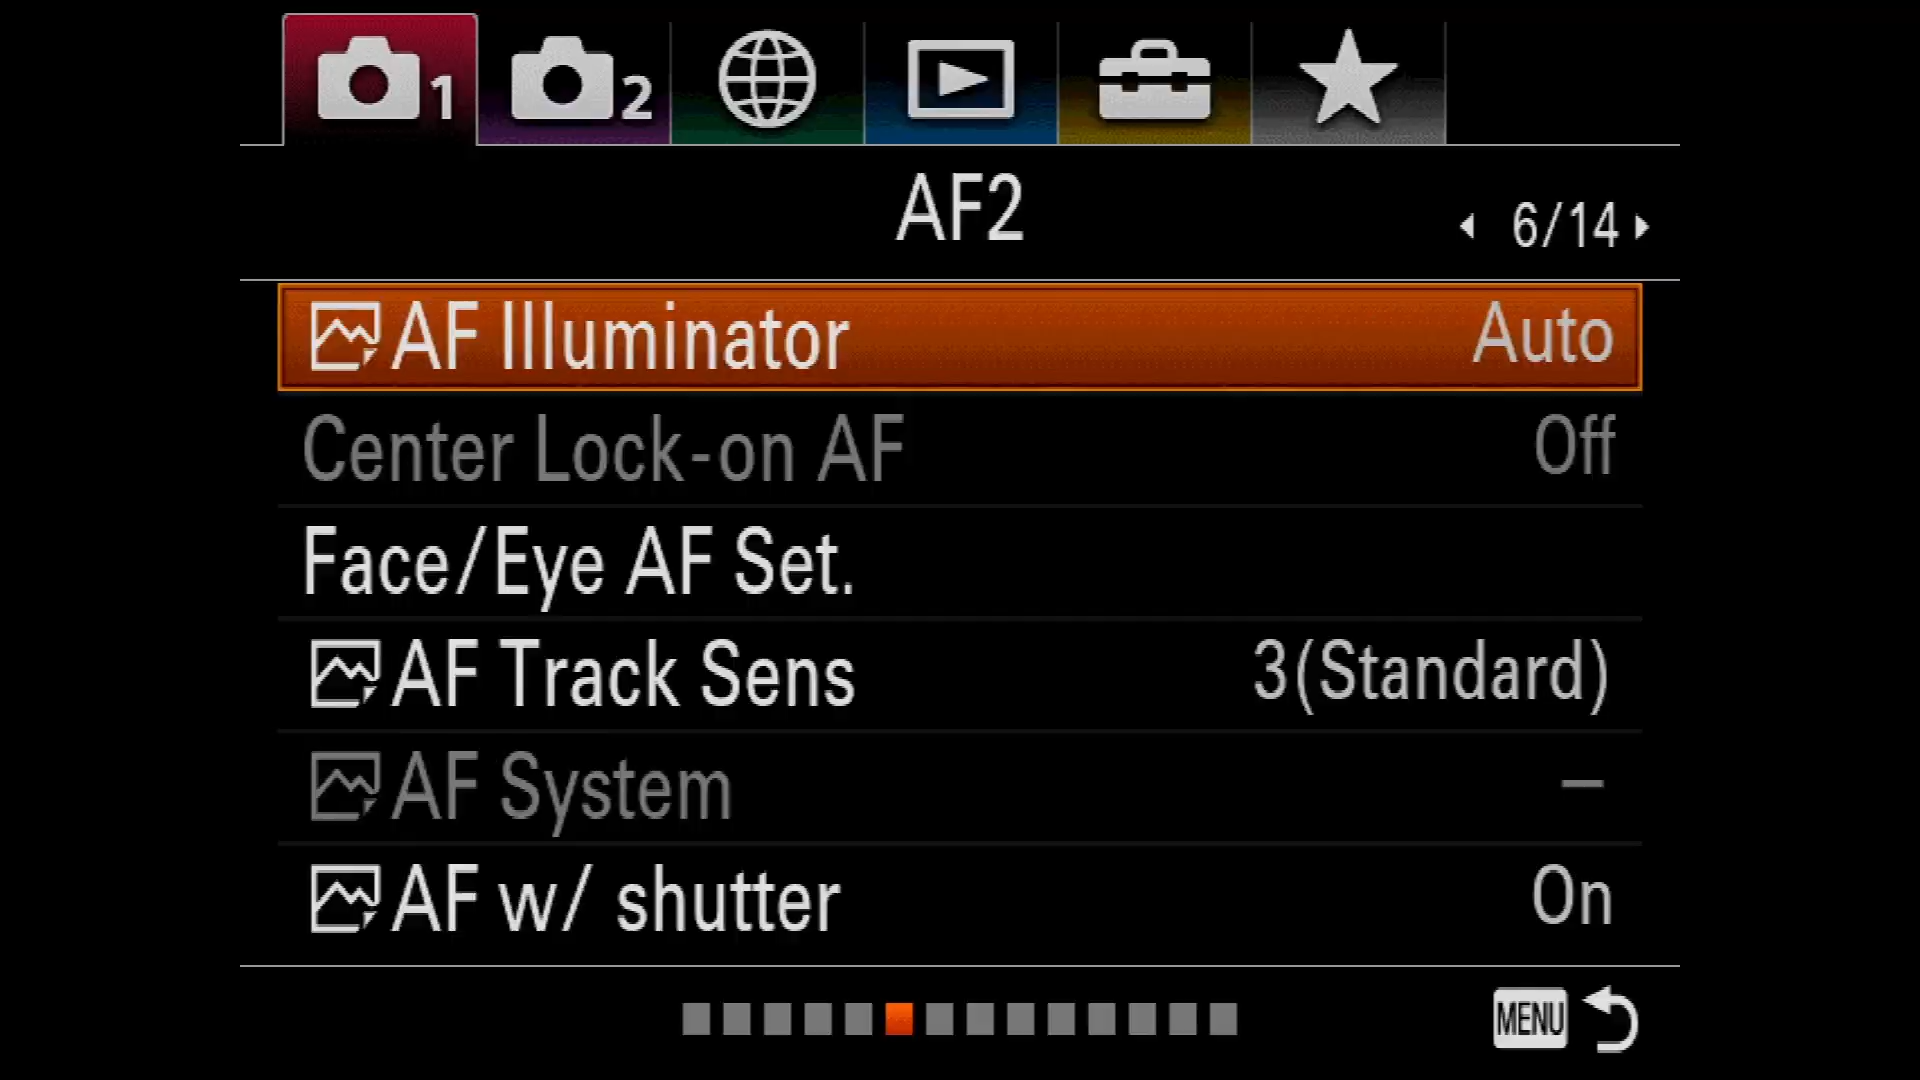 1 2
AF2
6/14
AF Illuminator Auto
Center Lock-on AF Off
Face/Eye AF Set.
AF Track Sens 3(Standard)
AF System –
AF w/ shutter On
MENU